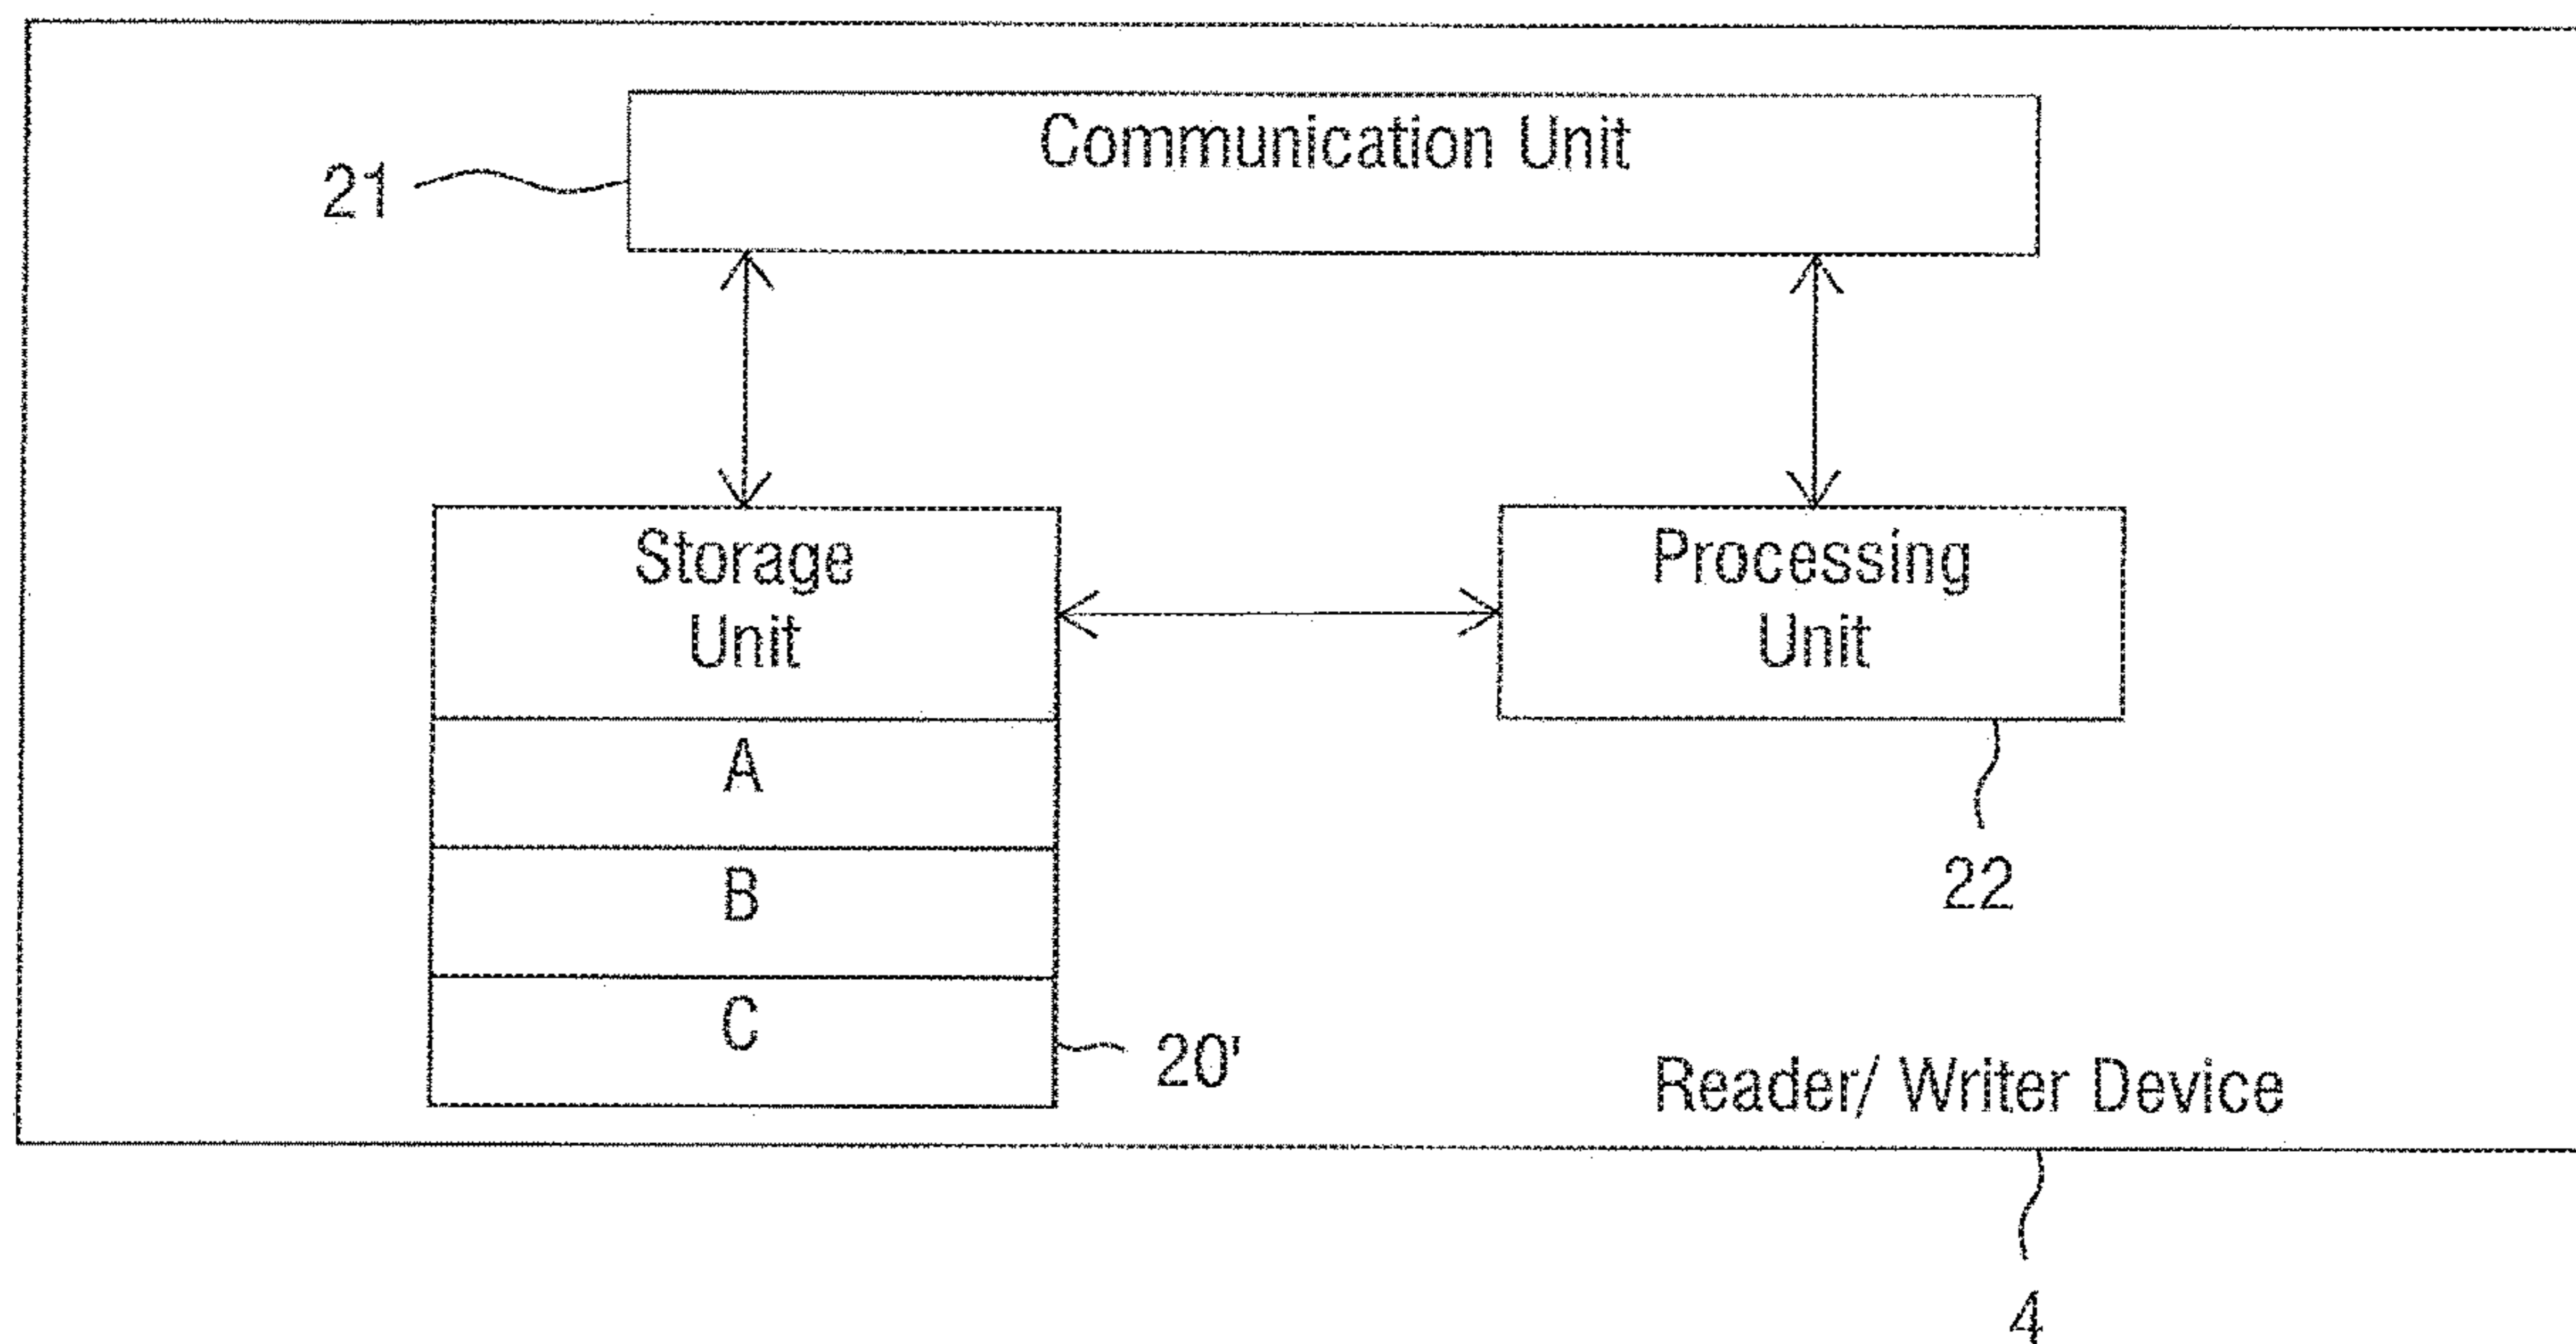 Communication Unit
21
Storage
Unit
Processing
Unit
A
B
22
C
20'
Reader/ Writer Device
4